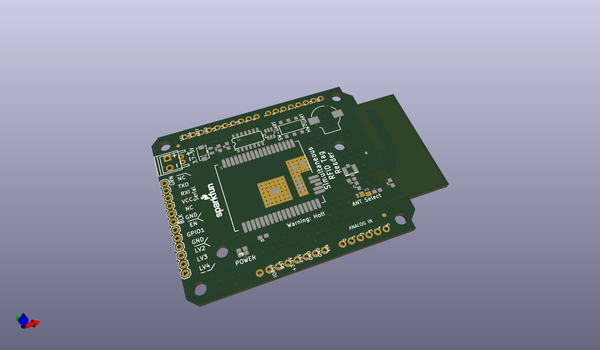 NC
TXO
RXI
VCC
NC
GND
EN
GPIO1
GND
LV2
LV3
LV4
sparkfun
Simultaneous
RFID Tag
Reader
ANT Select
Warning: Hot!
ANALOG IN
POWER